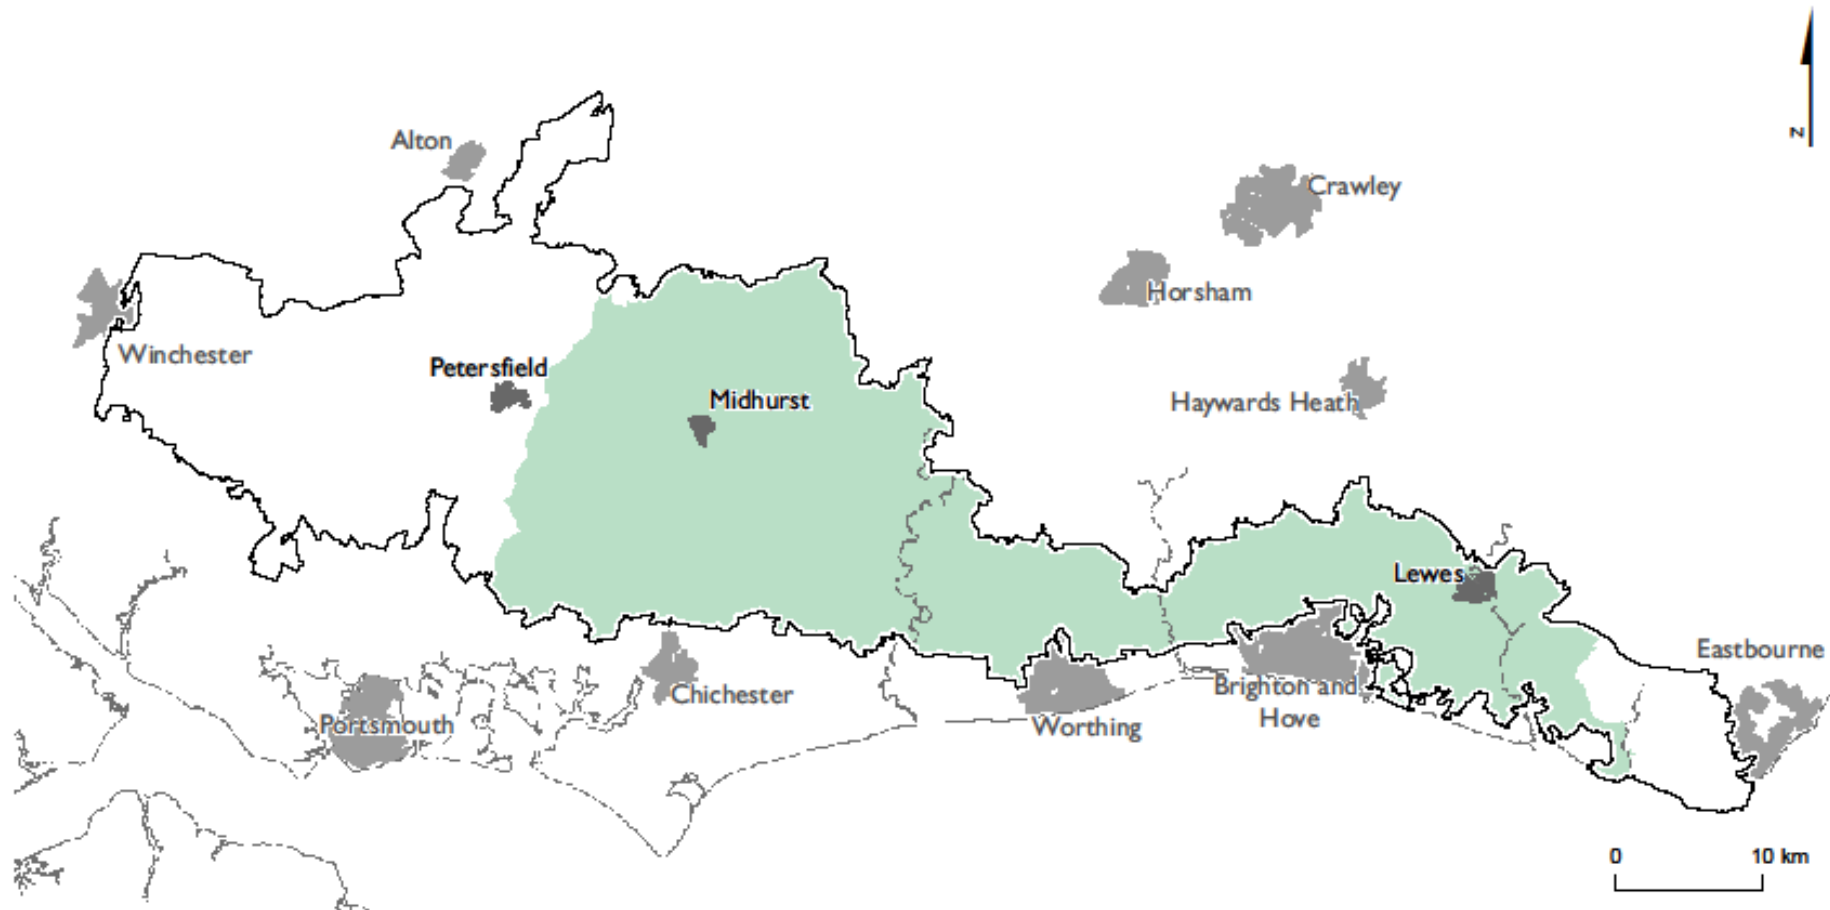 N
Alton
Crawley
Horsham
Winchester
Petersfield
Midhurst
Haywards Heath
Lewes
Eastbourne
Chichester
Brighton and
Hove
Portsmouth
Worthing
0 10 km